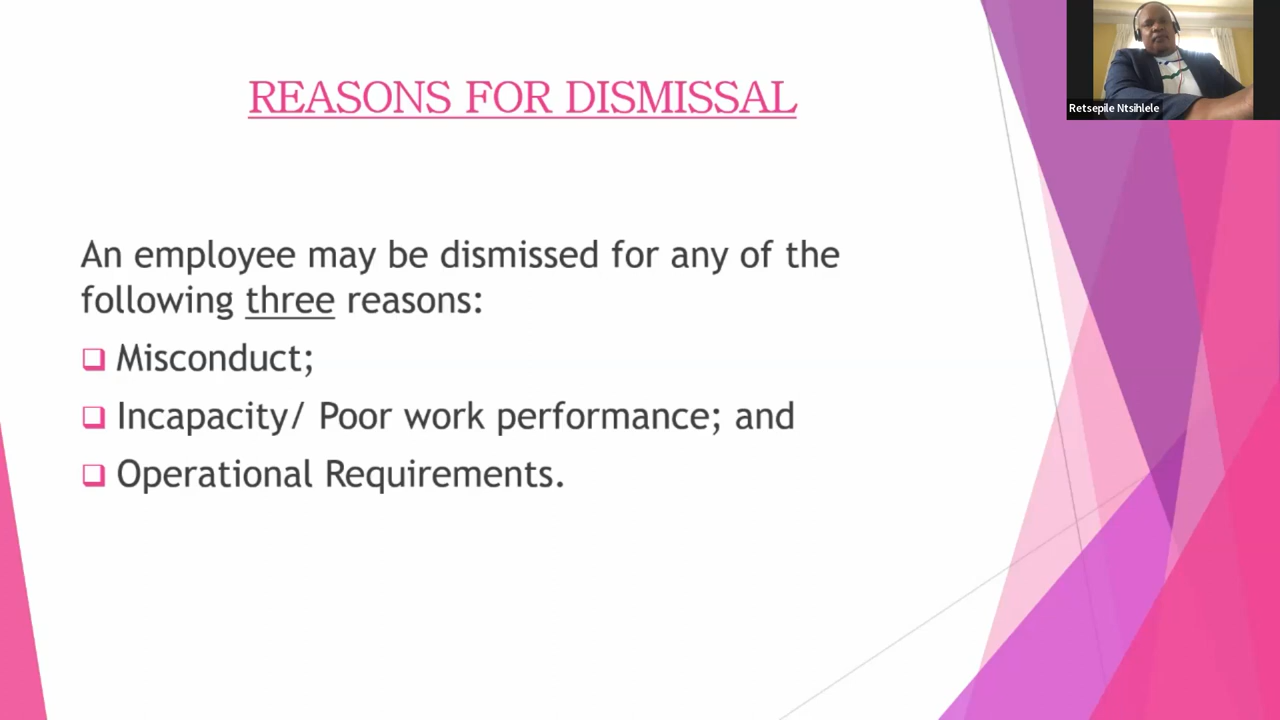 REASONS FOR DISMISSAL
Retsepile Ntsihlele
An employee may be dismissed for any of the
following three reasons:
❑ Misconduct;
❑ Incapacity/ Poor work performance; and
❑ Operational Requirements.